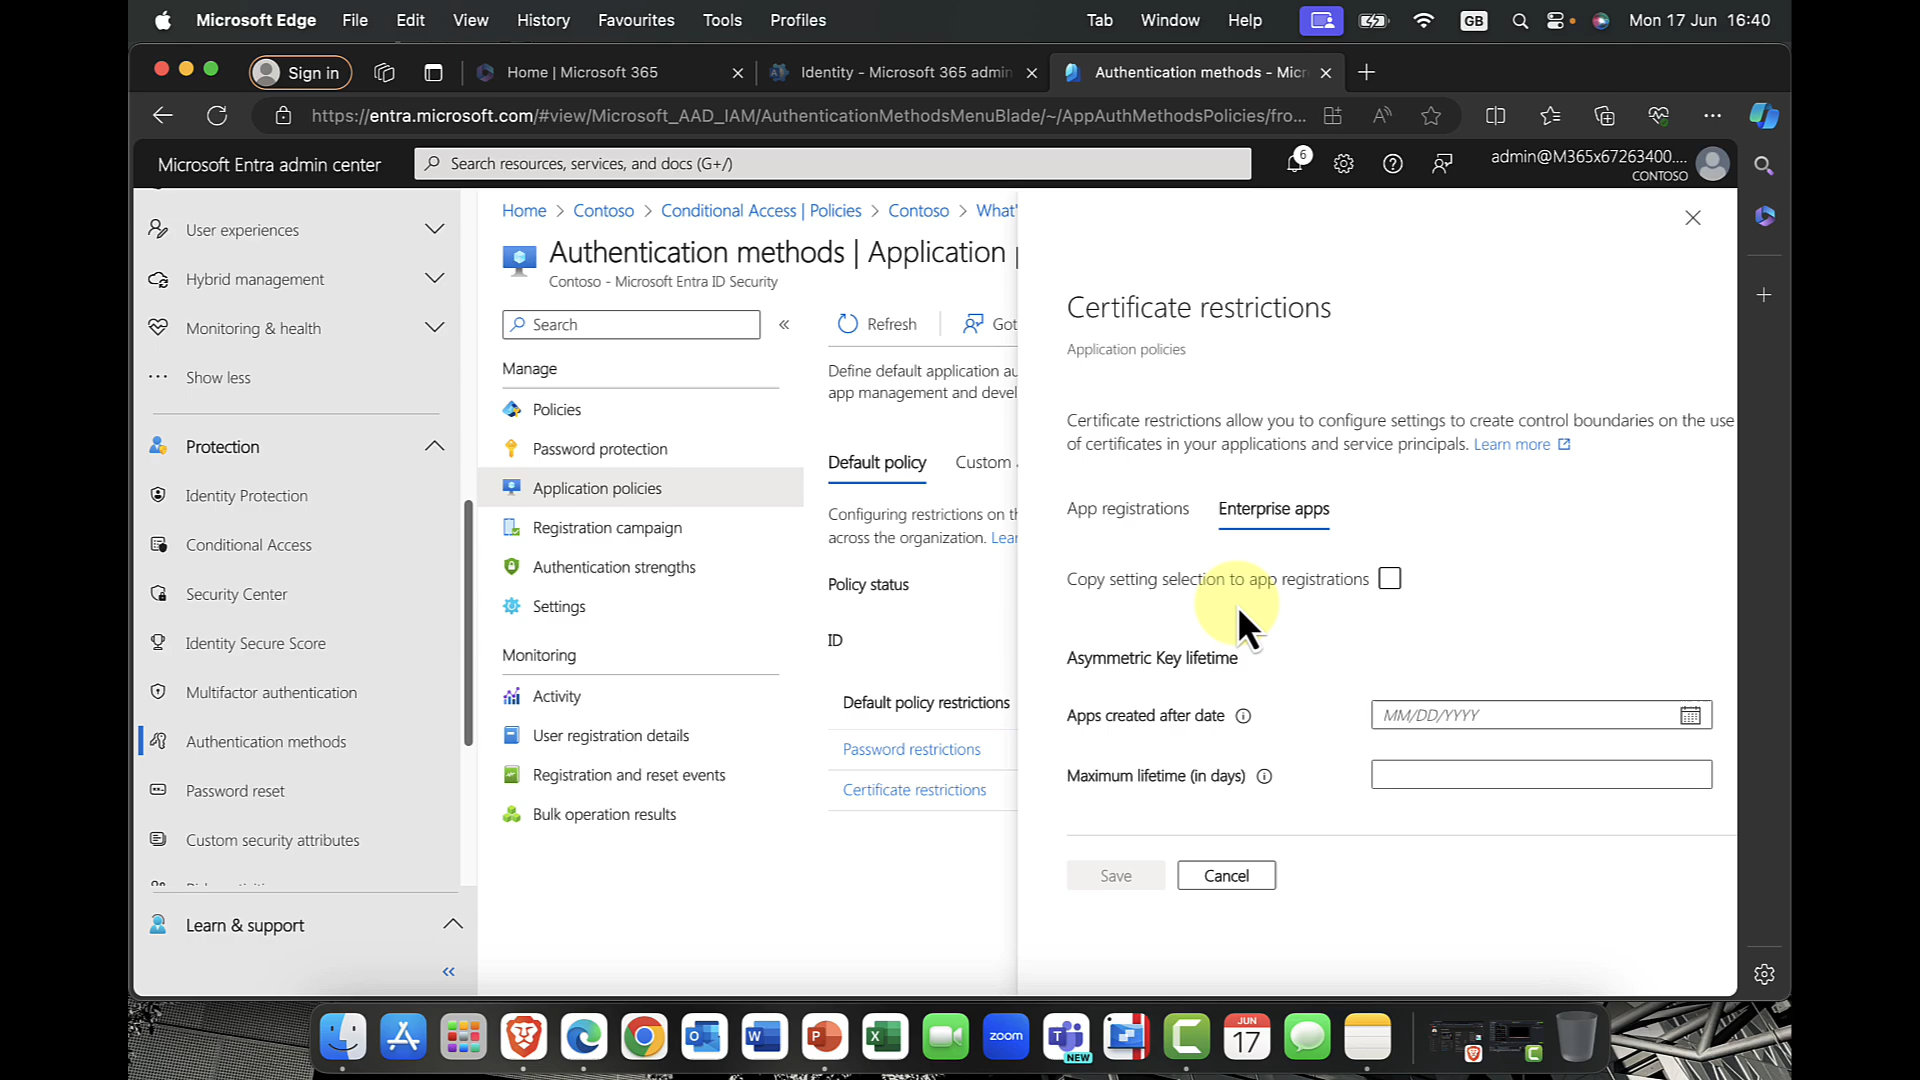 Microsoft Edge File Edit View History Favourites Tools Profiles Tab Window Help GB Mon 17 Jun 16:40
Sign in Home | Microsoft 365 Identity - Microsoft 365 admin Authentication methods - Micr
https://entra.microsoft.com/#view/Microsoft_AAD_IAM/AuthenticationMethodsMenuBlade/~/AppAuthMethodsPolicies/fro...
Microsoft Entra admin center Search resources, services, and docs (G+/) 6 admin@M365x67263400....
CONTOSO
User experiences
Hybrid management
Monitoring & health
Show less
Protection
Identity Protection
Conditional Access
Security Center
Identity Secure Score
Multifactor authentication
Authentication methods
Password reset
Custom security attributes
Learn & support
Home > Contoso > Conditional Access | Policies > Contoso > What'
Authentication methods | Application
Contoso - Microsoft Entra ID Security
Search
Manage
Policies
Password protection
Application policies
Registration campaign
Authentication strengths
Settings
Monitoring
Activity
User registration details
Registration and reset events
Bulk operation results
Refresh Got
Define default application au
app management and devel
Default policy Custom
Configuring restrictions on th
across the organization. Lear
Policy status
ID
Default policy restrictions
Password restrictions
Certificate restrictions
Certificate restrictions
Application policies
Certificate restrictions allow you to configure settings to create control boundaries on the use
of certificates in your applications and service principals. Learn more
App registrations Enterprise apps
Copy setting selection to app registrations
Asymmetric Key lifetime
Apps created after date MM/DD/YYYY
Maximum lifetime (in days)
Save Cancel
zoom
NEW
JUN
17